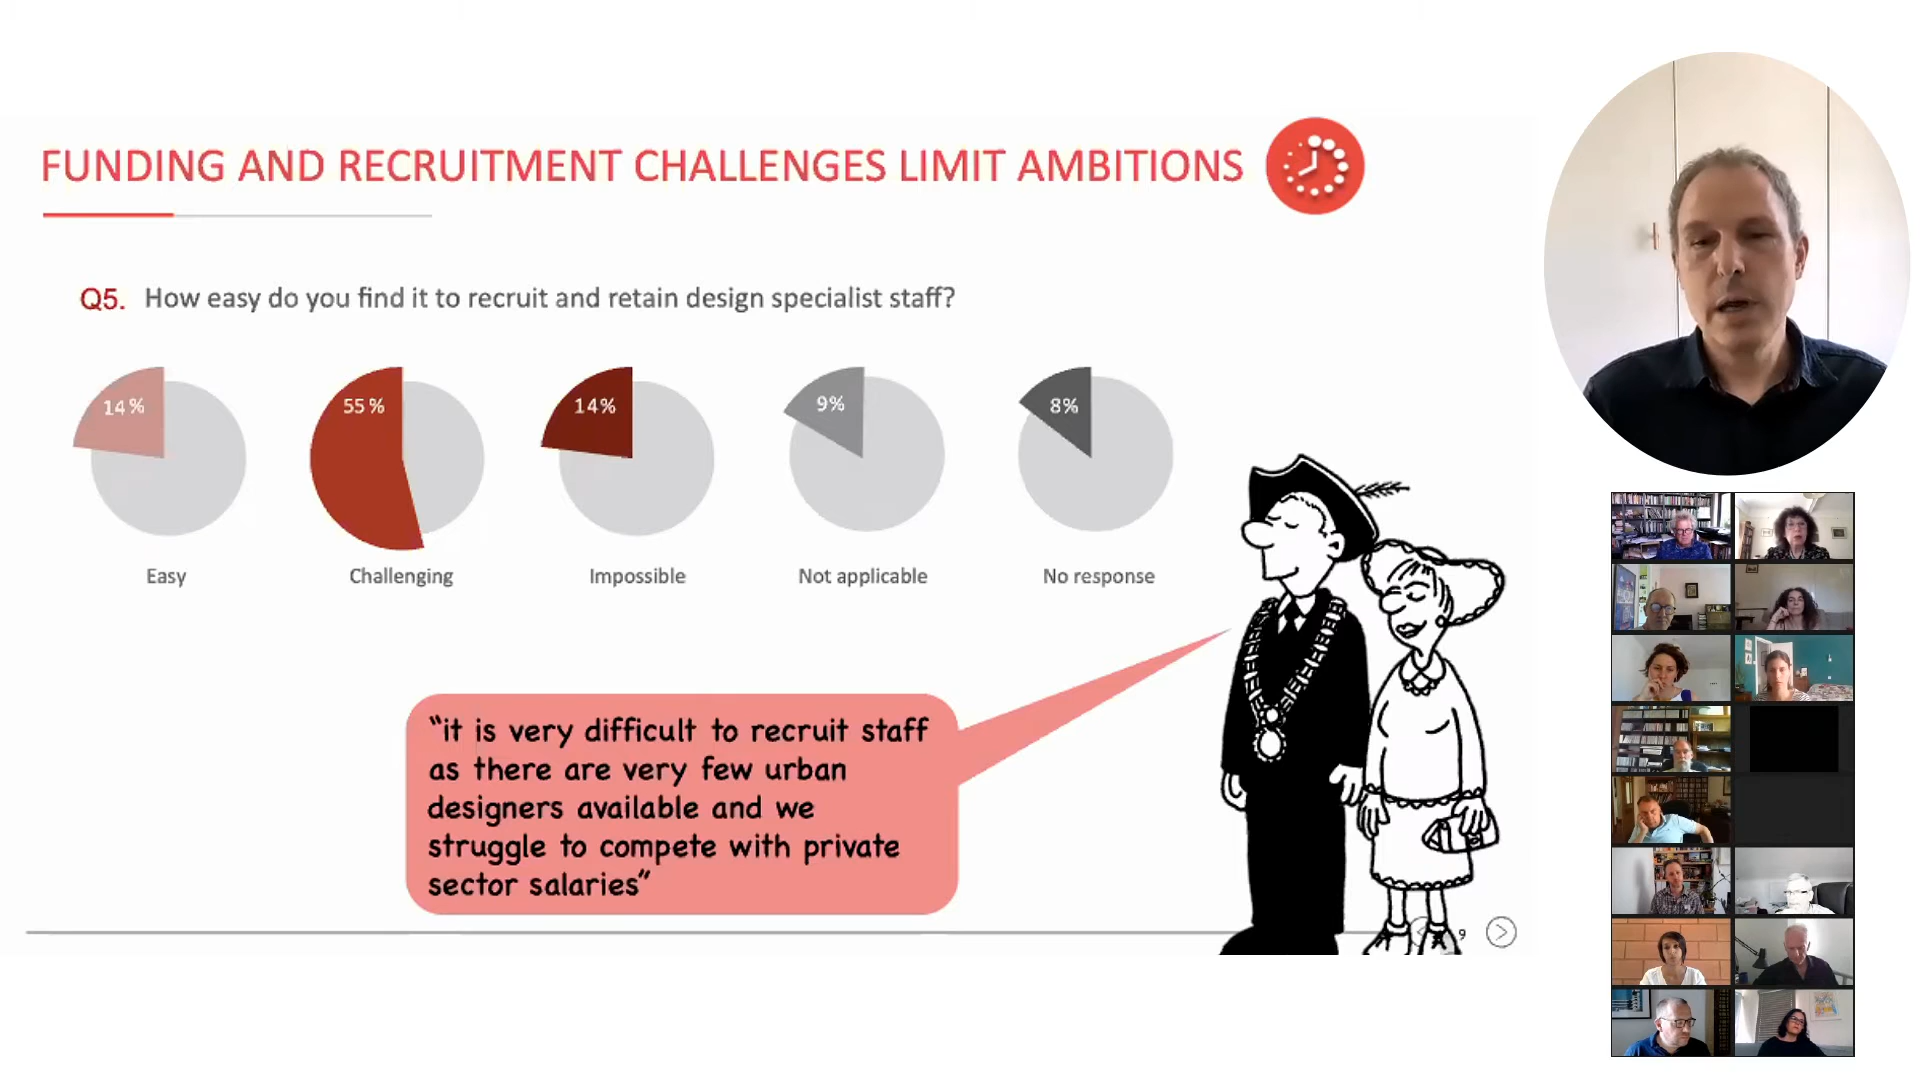 FUNDING AND RECRUITMENT CHALLENGES LIMIT AMBITIONS
Q5. How easy do you find it to recruit and retain design specialist staff?
14%
55%
14%
9%
8%
Easy
Challenging
Impossible
Not applicable
No response
“it is very difficult to recruit staff
as there are very few urban
designers available and we
struggle to compete with private
sector salaries”
9